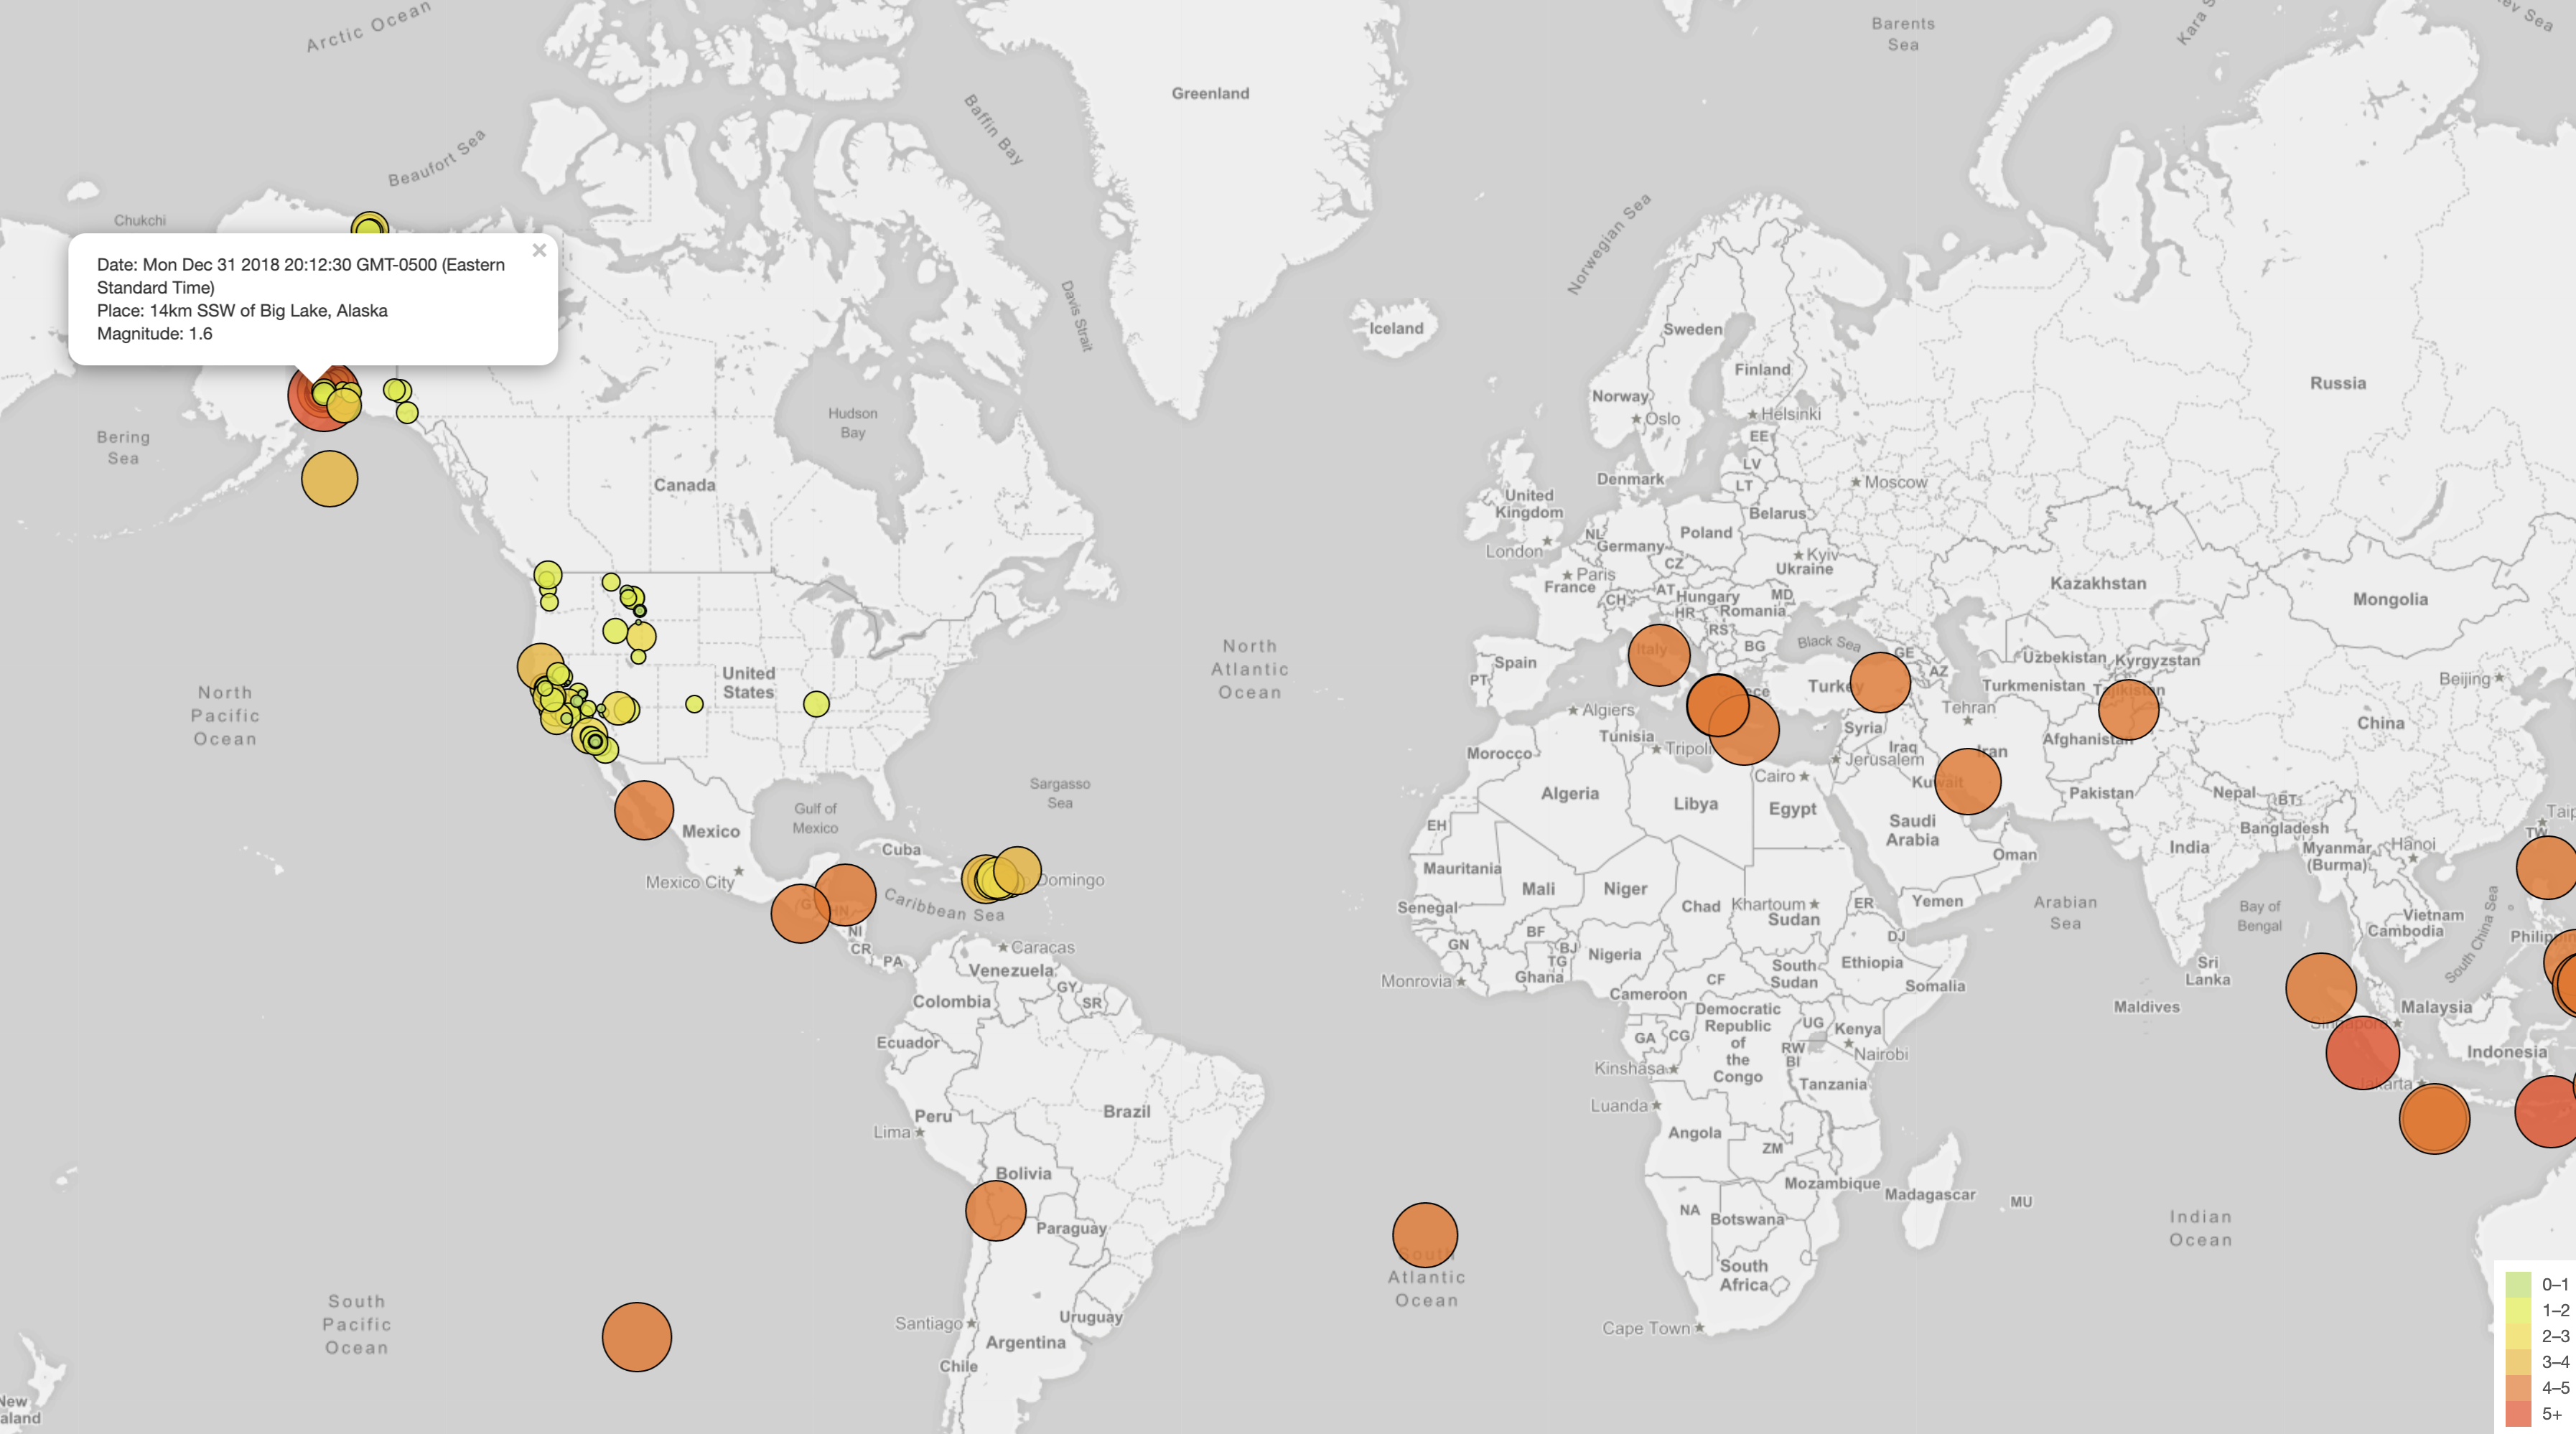 Arctic Ocean
Barents
Sea
Kara S
ev Sea
Greenland
Baffin Bay
Beaufort Sea
Chukchi
Date: Mon Dec 31 2018 20:12:30 GMT-0500 (Eastern
Standard Time)
Place: 14km SSW of Big Lake, Alaska
Magnitude: 1.6
×
Norwegian Sea
Davis Strait
Iceland
Sweden
Finland
Norway
Oslo
Helsinki
Russia
Hudson
Bay
Bering
Sea
EE
LV
LT
Denmark
Moscow
Canada
United
Kingdom
Belarus
Poland
NL
Germany
London
Kyiv
Ukraine
CZ
Paris
France
Kazakhstan
AT
Hungary
MD
CH
HR
Romania
Mongolia
RS
Black Sea
BG
Italy
GE
North
Atlantic
Ocean
Spain
Uzbekistan
Kyrgyzstan
AZ
PT
United
States
Turkey
Turkmenistan
Tajikistan
Beijing
ece
North
Pacific
Ocean
Algiers
Tehran
Tunisia
Syria
China
Tripoli
Iraq
Iran
Afghanistan
Morocco
Jerusalem
Cairo
Kuwait
Sargasso
Sea
Algeria
Libya
Egypt
Pakistan
Nepal
BT
Gulf of
Mexico
Mexico
EH
Saudi
Arabia
Taip
TW
Bangladesh
Cuba
India
Myanmar
(Burma)
Hanoi
Oman
Mauritania
Mexico City
Domingo
Mali
Niger
Caribbean Sea
Senegal
Chad
Khartoum
Sudan
ER
Yemen
Arabian
Sea
Bay of
Bengal
Vietnam
Cambodia
South China Sea
G
HN
NI
CR
PA
Caracas
BF
GN
BJ
TG
Nigeria
DJ
Philippin
Venezuela
Ghana
CF
South
Sudan
Ethiopia
Sri
Lanka
Monrovia
GY
SR
Colombia
Cameroon
Somalia
Maldives
Malaysia
Singapore
Democratic
Republic
of
the
Congo
UG
Kenya
GA
CG
Ecuador
RW
BI
Nairobi
Indonesia
Kinshasa
Tanzania
Jakarta
Luanda
Peru
Brazil
Lima
Angola
ZM
Bolivia
Mozambique
Madagascar
MU
NA
Botswana
Indian
Ocean
Paraguay
South
Atlantic
Ocean
South
Africa
South
Pacific
Ocean
Santiago
Uruguay
Argentina
Cape Town
Chile
New
aland
0–1
1–2
2–3
3–4
4–5
5+